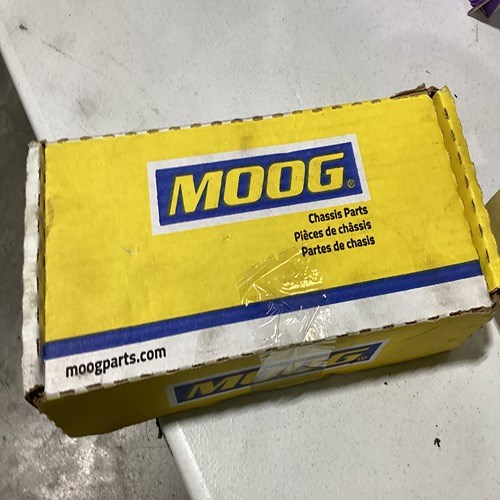 MOOG®
Chassis Parts
Pièces de châssis
Partes de chasis
moogparts.com
MOOG®